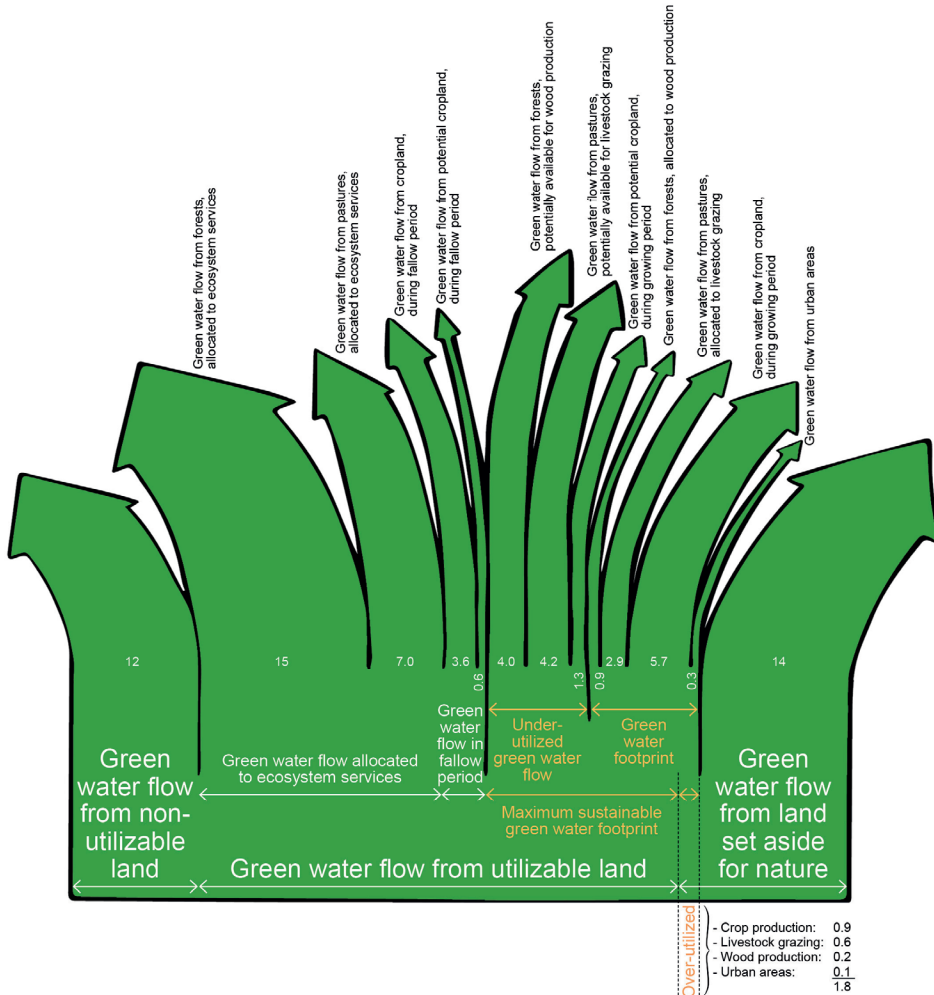 Green water flow from forests,
allocated to ecosystem services
Green water flow from pastures,
allocated to ecosystem services
Green water flow from cropland,
during fallow period
Green water flow from potential cropland,
during fallow period
Green water flow from forests,
potentially available for wood production
Green water flow from pastures,
potentially available for livestock grazing
Green water flow from potential cropland,
during growing period
Green water flow from forests, allocated to wood production
Green water flow from pastures,
allocated to livestock grazing
Green water flow from cropland,
during growing period
Green water flow from urban areas
12
15
7.0
3.6
0.6
4.0
4.2
1.3
0.9
2.9
5.7
0.3
14
Green
water flow
from non-
utilizable
land
Green water flow allocated
to ecosystem services
Green
water
flow in
fallow
period
Under-
utilized
green water
flow
Green
water
footprint
Maximum sustainable
green water footprint
Green water flow from utilizable land
Green
water flow
from land
set aside
for nature
Over-utilized
- Crop production: 0.9
- Livestock grazing: 0.6
- Wood production: 0.2
- Urban areas: 0.1
1.8